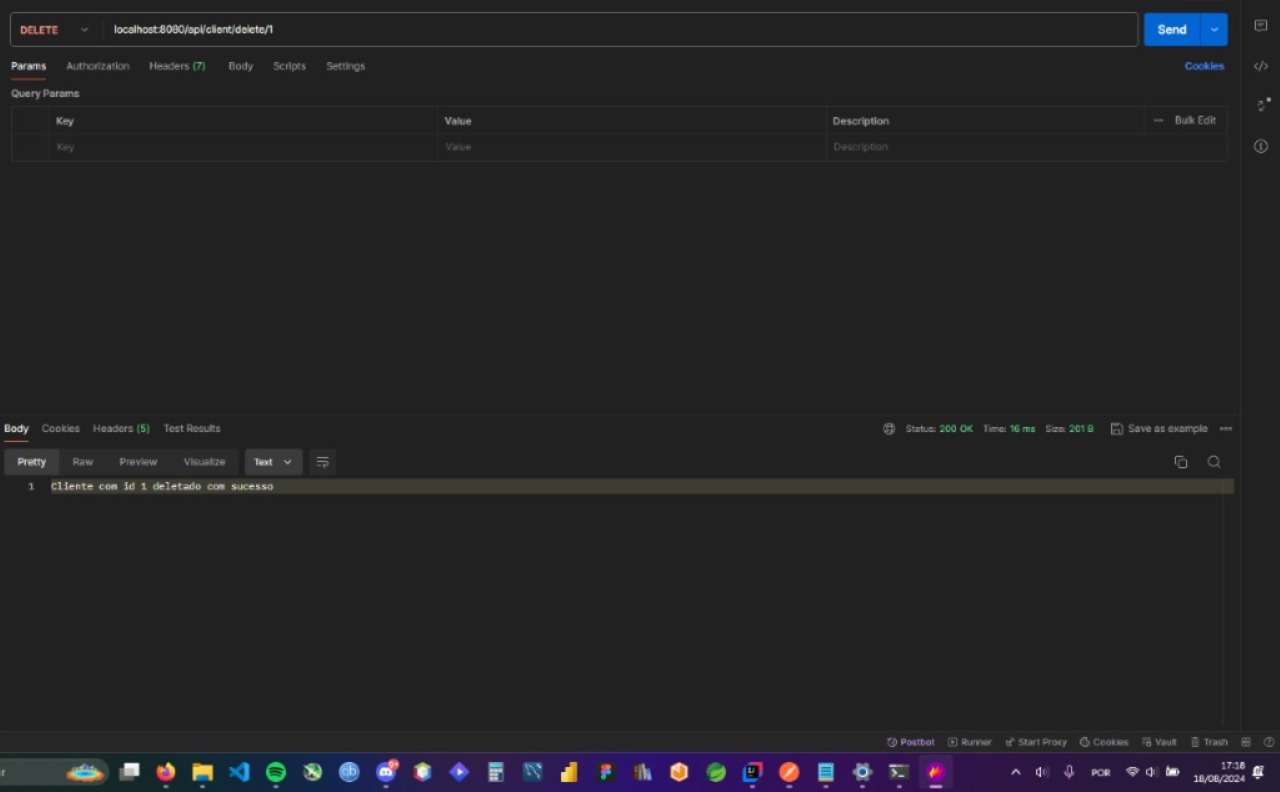 DELETE localhost:8080/api/client/delete/1 Send
Params Authorization Headers (7) Body Scripts Settings Cookies
Query Params
Key Value Description Bulk Edit
Key Value Description
Body Cookies Headers (5) Test Results Status: 200 OK Time: 16 ms Size: 201 B Save as example
Pretty Raw Preview Visualize Text
1 Cliente com id 1 deletado com sucesso
Postbot Runner Start Proxy Cookies Vault Trash
POR 17:18
18/08/2024